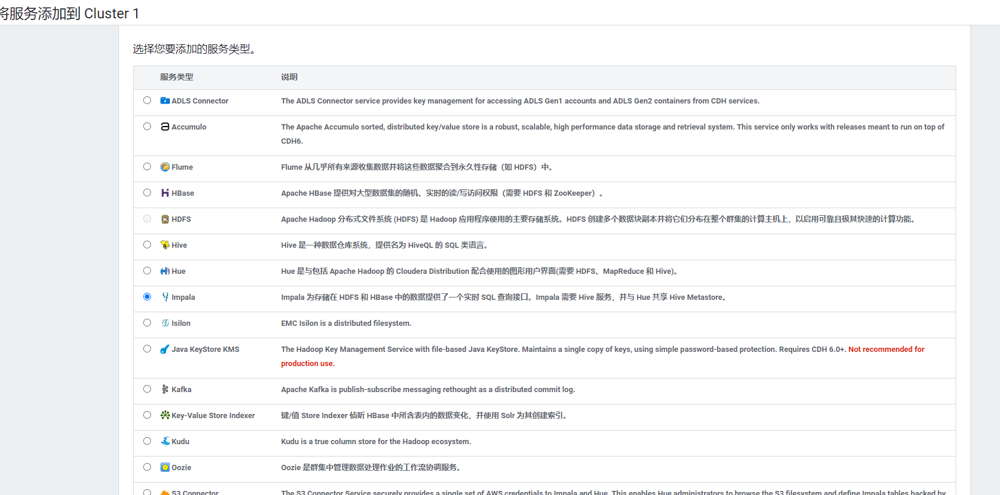 将服务添加到 Cluster 1
选择您要添加的服务类型。
服务类型 说明
ADLS Connector The ADLS Connector service provides key management for accessing ADLS Gen1 accounts and ADLS Gen2 containers from CDH services.
Accumulo The Apache Accumulo sorted, distributed key/value store is a robust, scalable, high performance data storage and retrieval system. This service only works with releases meant to run on top of
CDH6.
Flume Flume 从几乎所有来源收集数据并将这些数据聚合到永久性存储（如 HDFS）中。
HBase Apache HBase 提供对大型数据集的随机、实时的读/写访问权限（需要 HDFS 和 ZooKeeper）。
HDFS Apache Hadoop 分布式文件系统 (HDFS) 是 Hadoop 应用程序使用的主要存储系统。HDFS 创建多个数据块副本并将它们分布在整个群集的计算主机上，以启用可靠且极其快速的计算功能。
Hive Hive 是一种数据仓库系统，提供名为 HiveQL 的 SQL 类语言。
Hue Hue 是与包括 Apache Hadoop 的 Cloudera Distribution 配合使用的图形用户界面(需要 HDFS、MapReduce 和 Hive)。
Impala Impala 为存储在 HDFS 和 HBase 中的数据提供了一个实时 SQL 查询接口。Impala 需要 Hive 服务，并与 Hue 共享 Hive Metastore。
Isilon EMC Isilon is a distributed filesystem.
Java KeyStore KMS The Hadoop Key Management Service with file-based Java KeyStore. Maintains a single copy of keys, using simple password-based protection. Requires CDH 6.0+. Not recommended for
production use.
Kafka Apache Kafka is publish-subscribe messaging rethought as a distributed commit log.
Key-Value Store Indexer 键/值 Store Indexer 侦听 HBase 中所含表内的数据变化，并使用 Solr 为其创建索引。
Kudu Kudu is a true column store for the Hadoop ecosystem.
Oozie Oozie 是群集中管理数据处理作业的工作流协调服务。
S3 Connector The S3 Connector Service securely provides a single set of AWS credentials to Impala and Hue. This enables Hue administrators to browse the S3 filesystem and define Impala tables backed by